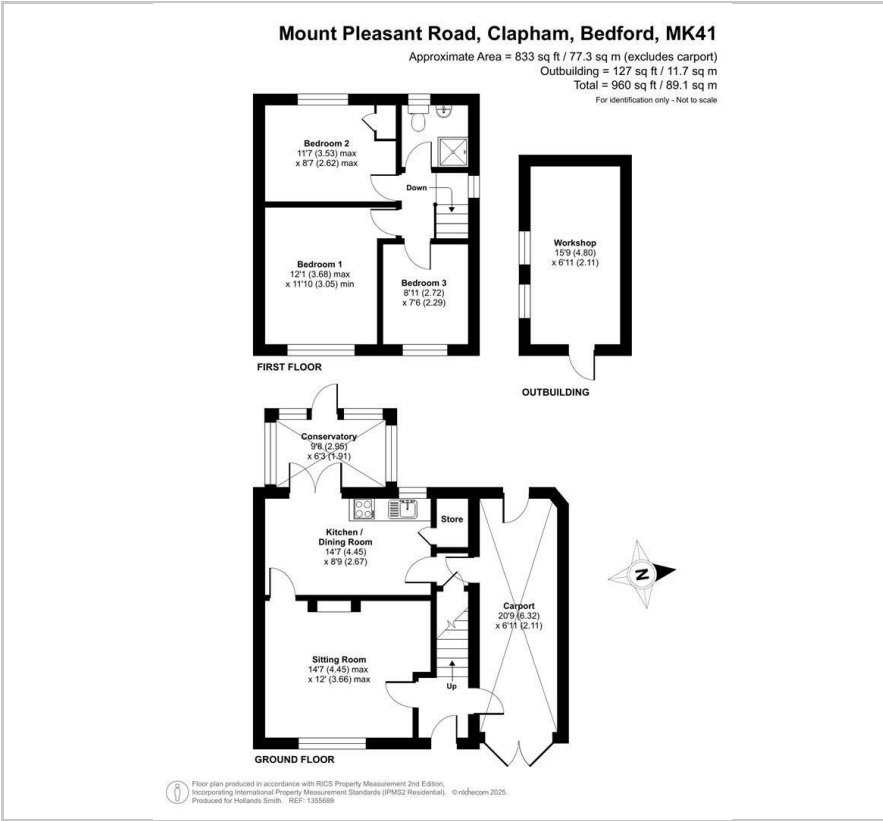 Mount Pleasant Road, Clapham, Bedford, MK41
Approximate Area = 833 sq ft / 77.3 sq m (excludes carport)
Outbuilding = 127 sq ft / 11.7 sq m
Total = 960 sq ft / 89.1 sq m
For identification only - Not to scale
Bedroom 2
11'7 (3.53) max
x 8'7 (2.62) max
Down
Bedroom 1
12'1 (3.68) max
x 11'10 (3.05) min
Bedroom 3
8'11 (2.72)
x 7'6 (2.29)
FIRST FLOOR
Workshop
15'9 (4.80)
x 6'11 (2.11)
OUTBUILDING
Conservatory
9'8 (2.95)
x 6'3 (1.91)
Kitchen /
Dining Room
14'7 (4.45)
x 8'9 (2.67)
Store
Carport
20'9 (6.32)
x 6'11 (2.11)
Sitting Room
14'7 (4.45) max
x 12' (3.66) max
Up
GROUND FLOOR
N
Floor plan produced in accordance with RICS Property Measurement 2nd Edition,
Incorporating International Property Measurement Standards (IPMS2 Residential). © nichecom 2025.
Produced for Hollands Smith. REF: 1355689